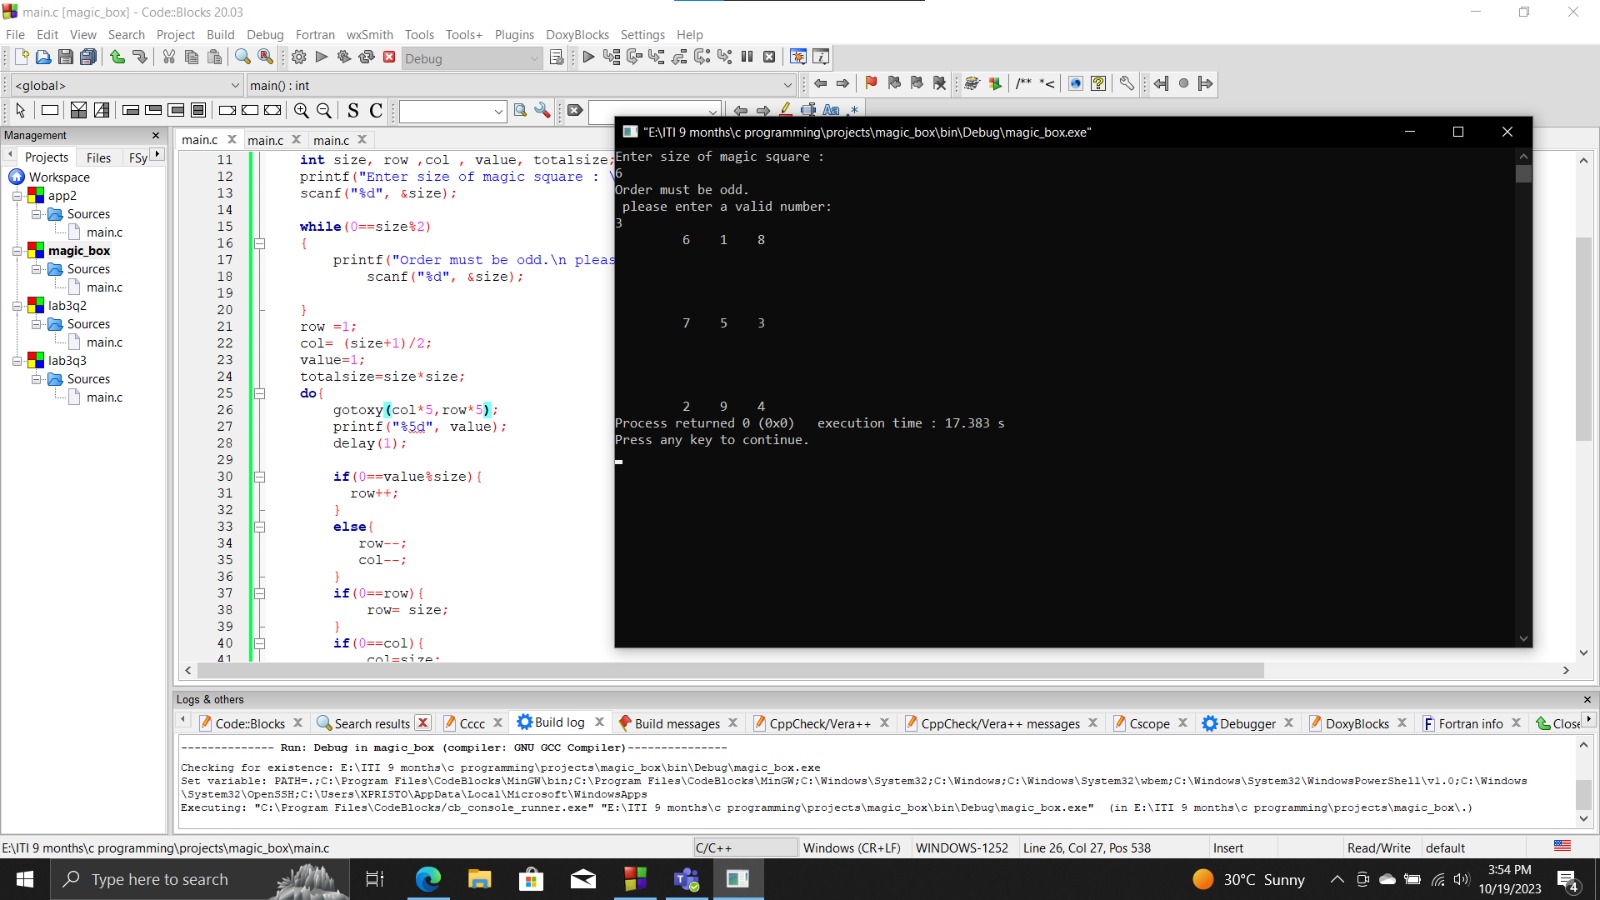 main.c [magic_box] - Code::Blocks 20.03
File Edit View Search Project Build Debug Fortran wxSmith Tools Tools+ Plugins DoxyBlocks Settings Help
Debug
<global> main() : int
/** *<
S C Aa .*
Management
Projects Files FSy
Workspace
app2
Sources
main.c
magic_box
Sources
main.c
lab3q2
Sources
main.c
lab3q3
Sources
main.c
main.c main.c main.c
11 int size, row ,col , value, totalsize;
12 printf("Enter size of magic square : \
13 scanf("%d", &size);
14
15 while(0==size%2)
16 {
17 printf("Order must be odd.\n pleas
18 scanf("%d", &size);
19
20 }
21 row =1;
22 col= (size+1)/2;
23 value=1;
24 totalsize=size*size;
25 do{
26 gotoxy(col*5,row*5);
27 printf("%5d", value);
28 delay(1);
29
30 if(0==value%size){
31 row++;
32 }
33 else{
34 row--;
35 col--;
36 }
37 if(0==row){
38 row= size;
39 }
40 if(0==col){
41 col=size;
"E:\ITI 9 months\c programming\projects\magic_box\bin\Debug\magic_box.exe"
Enter size of magic square :
6
Order must be odd.
please enter a valid number:
3
6 1 8
7 5 3
2 9 4
Process returned 0 (0x0) execution time : 17.383 s
Press any key to continue.
Logs & others
Code::Blocks Search results Cccc Build log Build messages CppCheck/Vera++ CppCheck/Vera++ messages Cscope Debugger DoxyBlocks Fortran info Close
-------------- Run: Debug in magic_box (compiler: GNU GCC Compiler)---------------
Checking for existence: E:\ITI 9 months\c programming\projects\magic_box\bin\Debug\magic_box.exe
Set variable: PATH=.;C:\Program Files\CodeBlocks\MinGW\bin;C:\Program Files\CodeBlocks\MinGW;C:\Windows\System32;C:\Windows;C:\Windows\System32\wbem;C:\Windows\System32\WindowsPowerShell\v1.0;C:\Windows
\System32\OpenSSH;C:\Users\XPRISTO\AppData\Local\Microsoft\WindowsApps
Executing: "C:\Program Files\CodeBlocks/cb_console_runner.exe" "E:\ITI 9 months\c programming\projects\magic_box\bin\Debug\magic_box.exe" (in E:\ITI 9 months\c programming\projects\magic_box\.)
E:\ITI 9 months\c programming\projects\magic_box\main.c C/C++ Windows (CR+LF) WINDOWS-1252 Line 26, Col 27, Pos 538 Insert Read/Write default
Type here to search 30°C Sunny 3:54 PM
10/19/2023 4